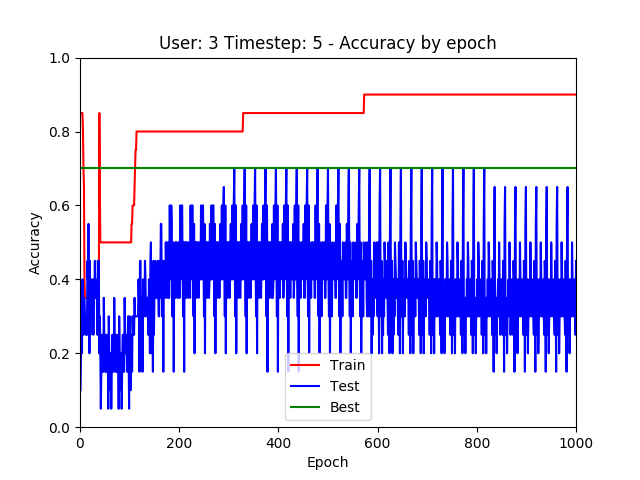 User: 3 Timestep: 5 - Accuracy by epoch
1.0
0.8
0.6
0.4
0.2
0.0
Accuracy
Train
Test
Best
0 200 400 600 800 1000
Epoch